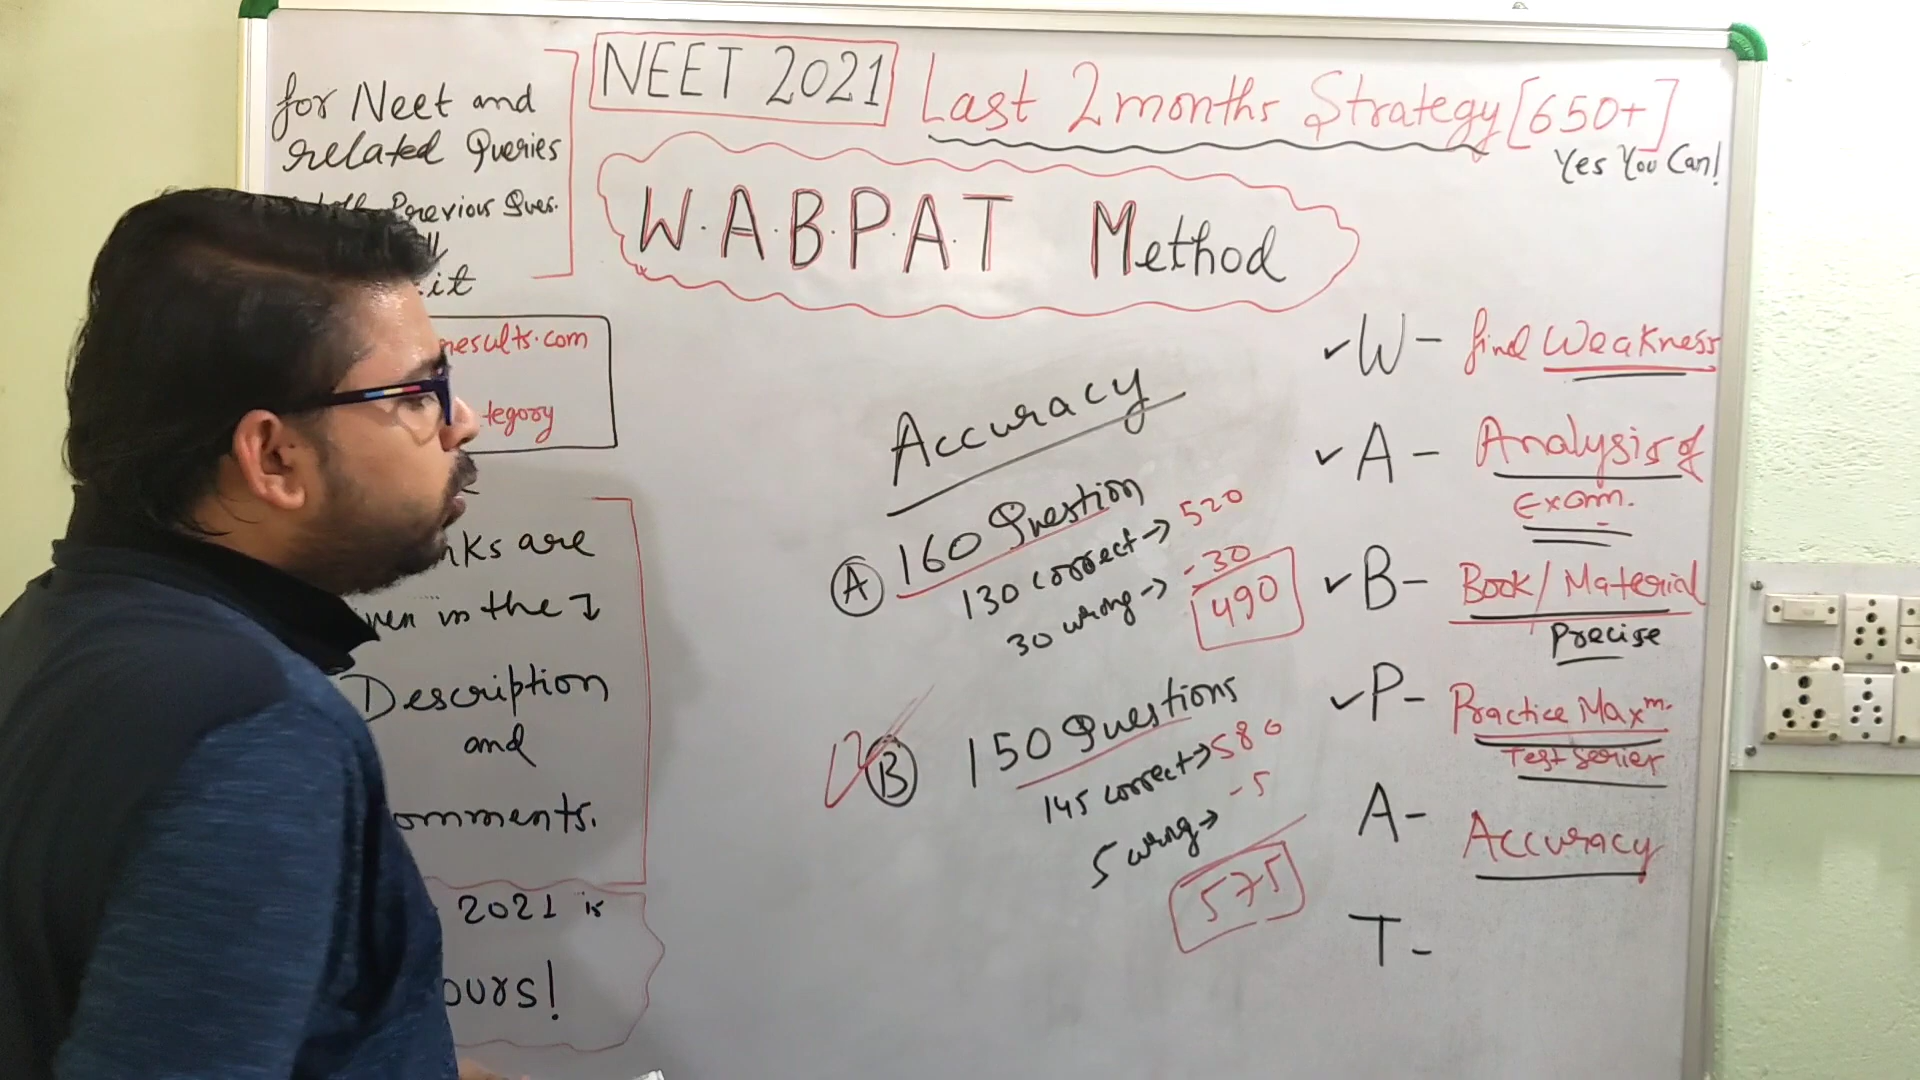 for Neet and
related Queries
Previous Ques.
it
results.com
tegory
nks are
ven in the
Description
and
omments.
2021 is
ours!
NEET 2021
Last 2 months Strategy [650+]
Yes You Can!
W.A.B.P.A.T Method
Accuracy
A 160 Question
130 correct → 520
30 wrong → -30
490
B 150 Questions
145 correct → 580
5 wrong → -5
575
✓W- find Weakness
✓A- Analysis of
Exam.
✓B- Book/Material
Precise
✓P- Practice Maxm.
Test Series
A- Accuracy
T-